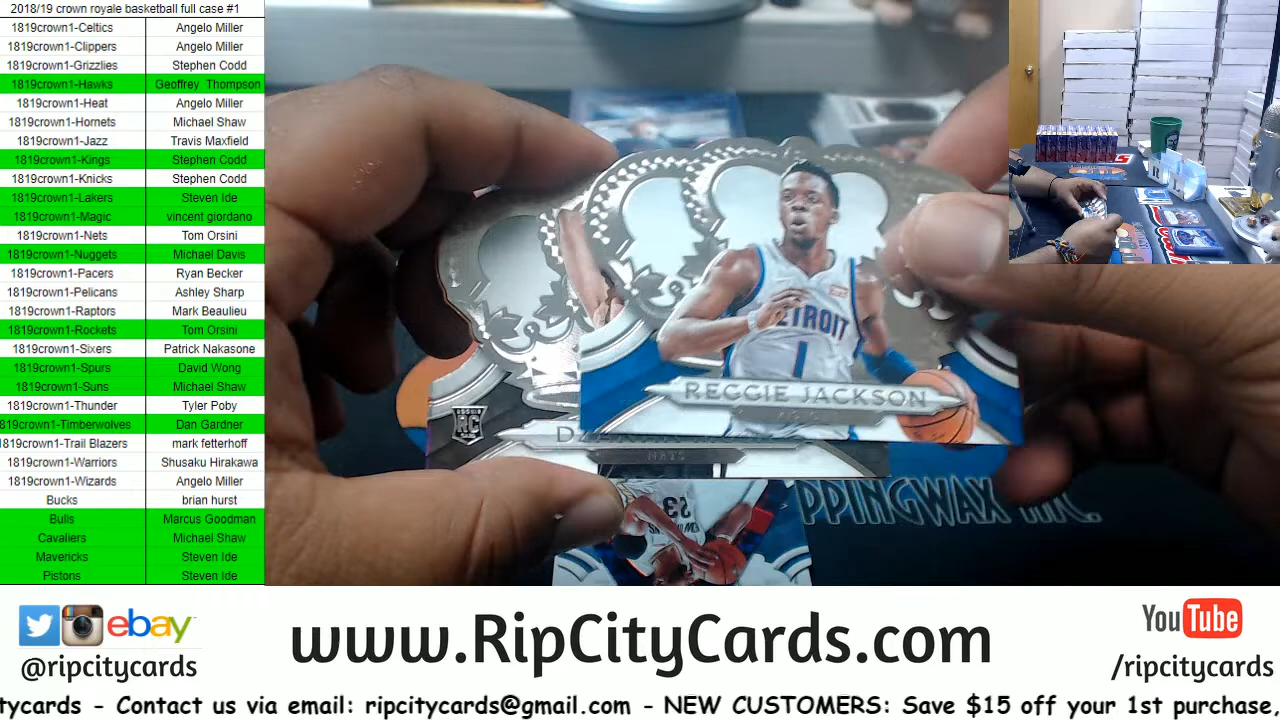 2018/19 crown royale basketball full case #1
1819crown1-Celtics Angelo Miller
1819crown1-Clippers Angelo Miller
1819crown1-Grizzlies Stephen Codd
1819crown1-Hawks Geoffrey Thompson
1819crown1-Heat Angelo Miller
1819crown1-Hornets Michael Shaw
1819crown1-Jazz Travis Maxfield
1819crown1-Kings Stephen Codd
1819crown1-Knicks Stephen Codd
1819crown1-Lakers Steven Ide
1819crown1-Magic vincent giordano
1819crown1-Nets Tom Orsini
1819crown1-Nuggets Michael Davis
1819crown1-Pacers Ryan Becker
1819crown1-Pelicans Ashley Sharp
1819crown1-Raptors Mark Beaulieu
1819crown1-Rockets Tom Orsini
1819crown1-Sixers Patrick Nakasone
1819crown1-Spurs David Wong
1819crown1-Suns Michael Shaw
1819crown1-Thunder Tyler Poby
1819crown1-Timberwolves Dan Gardner
1819crown1-Trail Blazers mark fetterhoff
1819crown1-Warriors Shusaku Hirakawa
1819crown1-Wizards Angelo Miller
Bucks brian hurst
Bulls Marcus Goodman
Cavaliers Michael Shaw
Mavericks Steven Ide
Pistons Steven Ide
DETROIT
1
REGGIE JACKSON
RC
NETS
33
PPINGWAX INC.
ebay
@ripcitycards
www.RipCityCards.com
YouTube
/ripcitycards
tycards - Contact us via email: ripcitycards@gmail.com - NEW CUSTOMERS: Save $15 off your 1st purchase.